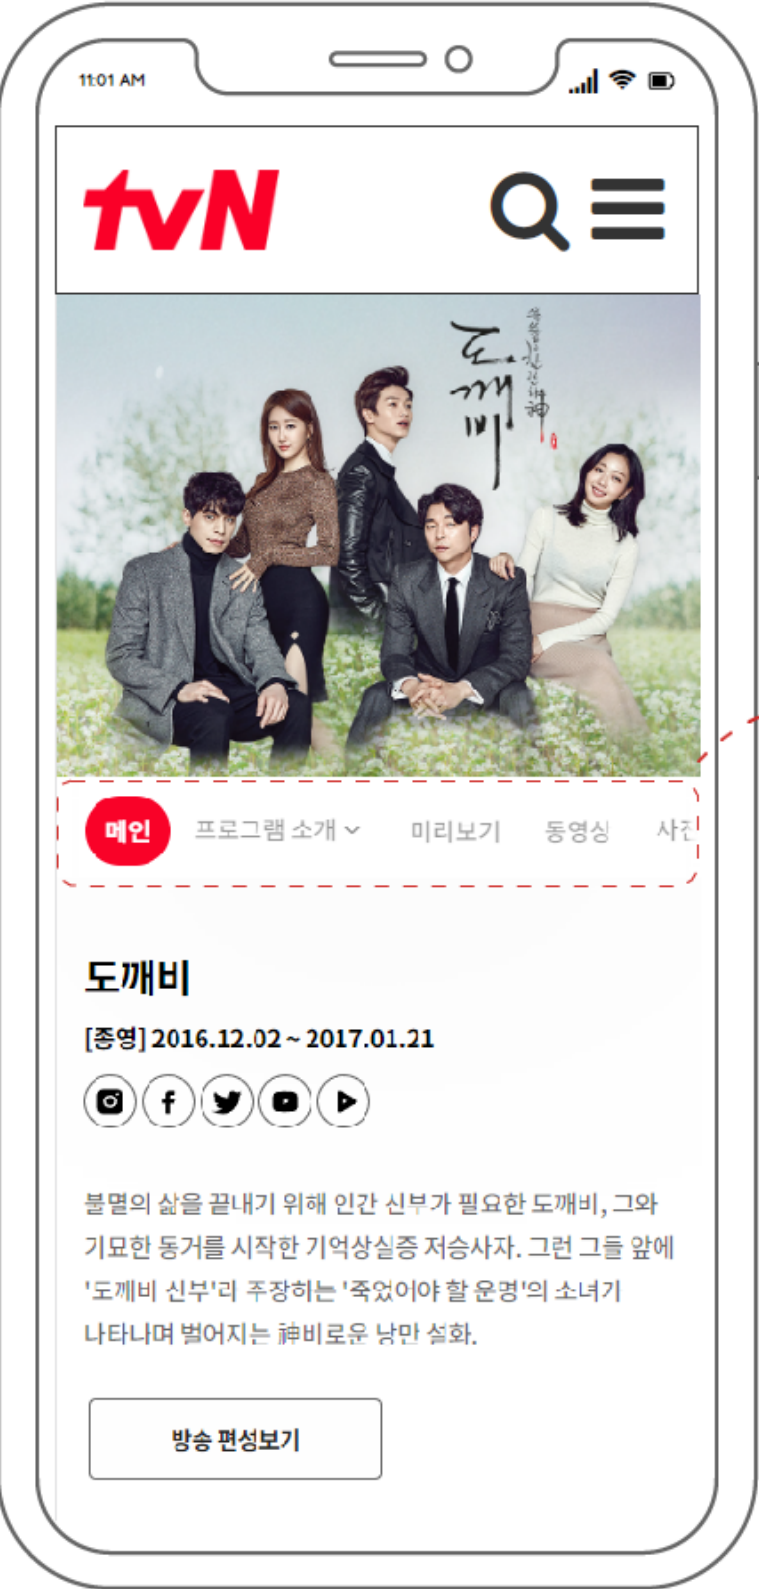 11:01 AM
tvN
도깨비
메인 프로그램 소개 미리보기 동영상
도깨비
[종영] 2016.12.02 ~ 2017.01.21
불멸의 삶을 끝내기 위해 인간 신부가 필요한 도깨비, 그와
기묘한 동거를 시작한 기억상실증 저승사자. 그런 그들 앞에
'도깨비 신부'라 주장하는 '죽었어야 할 운명'의 소녀가
나타나며 벌어지는 神비로운 낭만 설화.
방송 편성보기